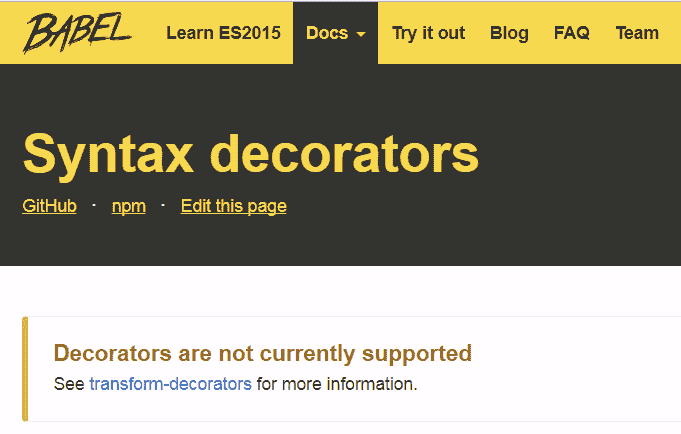 BABEL Learn ES2015 Docs Try it out Blog FAQ Team
Syntax decorators
GitHub · npm · Edit this page
Decorators are not currently supported
See transform-decorators for more information.